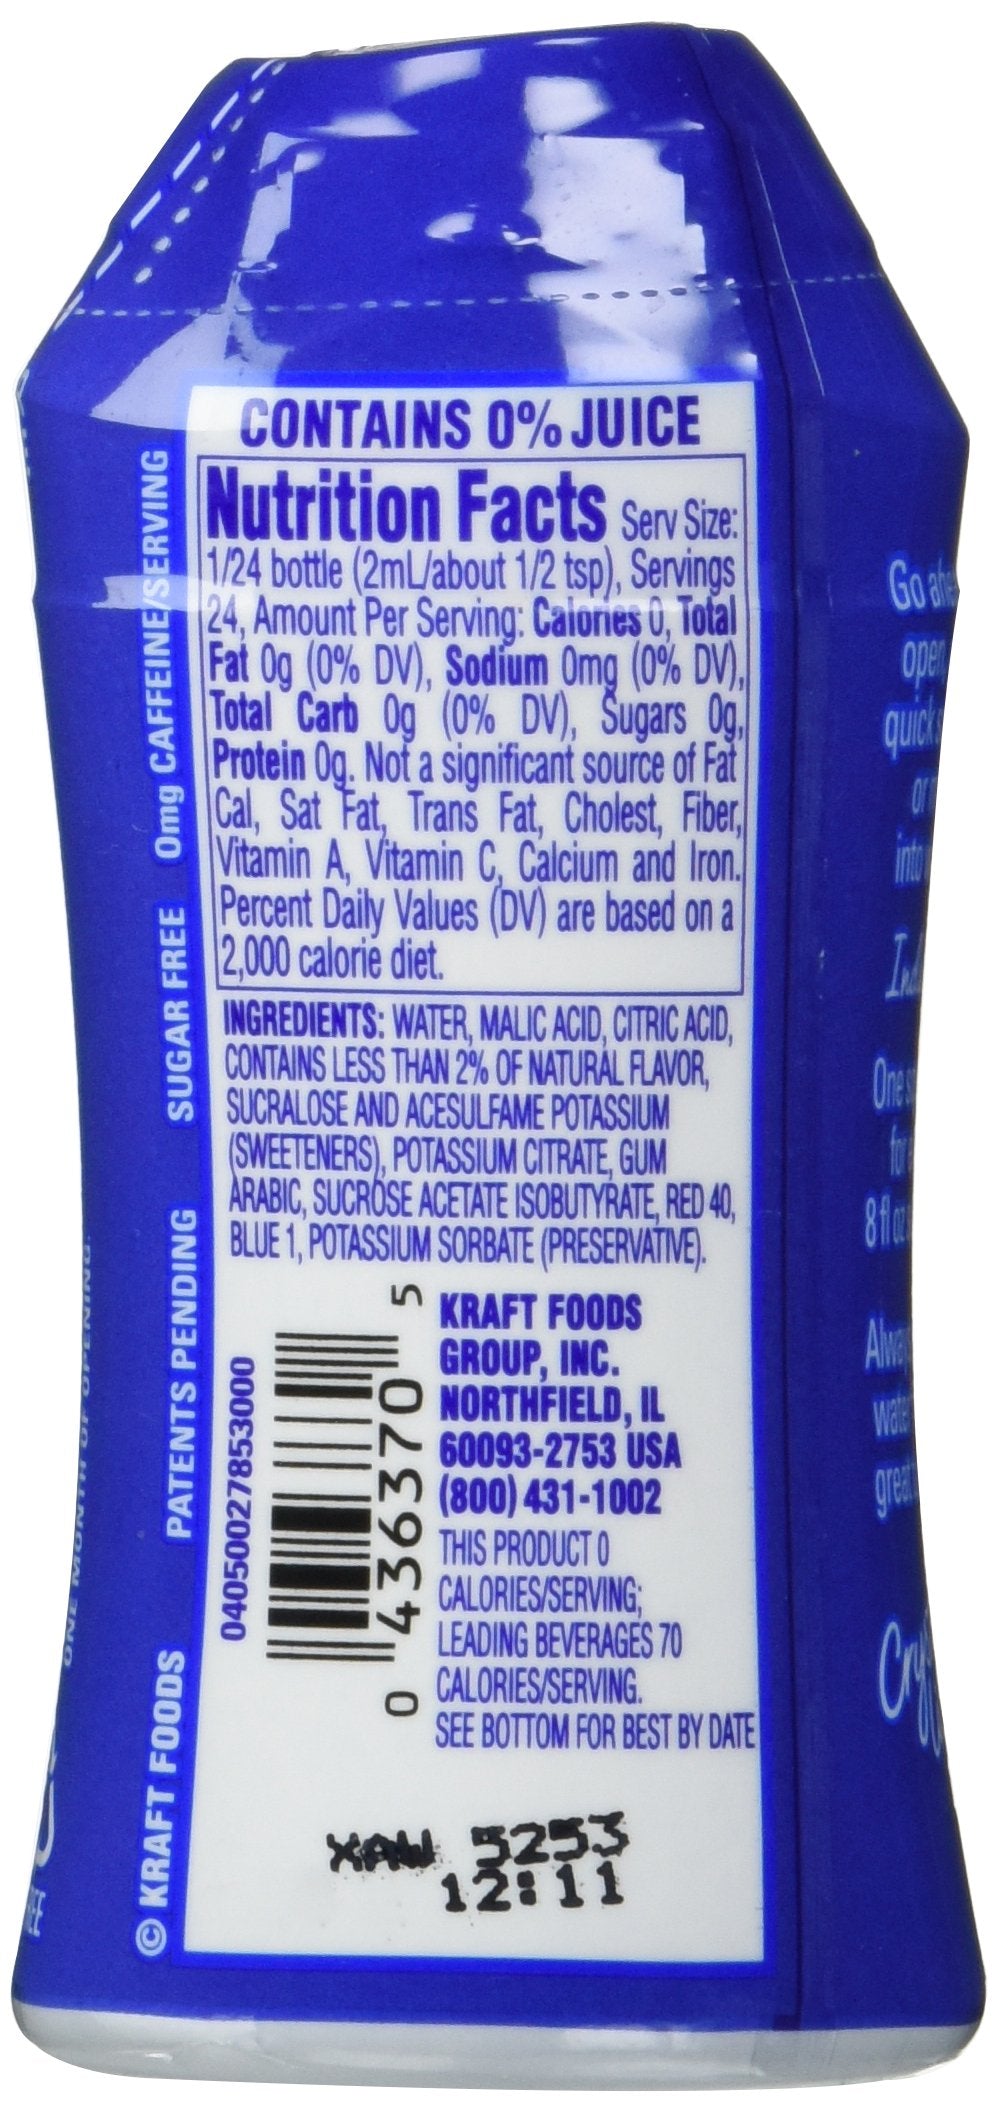 CONTAINS 0% JUICE
Nutrition Facts Serv Size:
1/24 bottle (2mL/about 1/2 tsp), Servings
24, Amount Per Serving: Calories 0, Total
Fat 0g (0% DV), Sodium 0mg (0% DV),
Total Carb 0g (0% DV), Sugars 0g,
Protein 0g. Not a significant source of Fat
Cal, Sat Fat, Trans Fat, Cholest, Fiber,
Vitamin A, Vitamin C, Calcium and Iron.
Percent Daily Values (DV) are based on a
2,000 calorie diet.
INGREDIENTS: WATER, MALIC ACID, CITRIC ACID,
CONTAINS LESS THAN 2% OF NATURAL FLAVOR,
SUCRALOSE AND ACESULFAME POTASSIUM
(SWEETENERS), POTASSIUM CITRATE, GUM
ARABIC, SUCROSE ACETATE ISOBUTYRATE, RED 40,
BLUE 1, POTASSIUM SORBATE (PRESERVATIVE).
KRAFT FOODS
GROUP, INC.
NORTHFIELD, IL
60093-2753 USA
(800) 431-1002
THIS PRODUCT 0
CALORIES/SERVING;
LEADING BEVERAGES 70
CALORIES/SERVING.
SEE BOTTOM FOR BEST BY DATE
04050027853000
0 436370 5
XAW 5253
12:11
© KRAFT FOODS PATENTS PENDING SUGAR FREE 0mg CAFFEINE/SERVING
ONE MONTH OF OPENING.
Go
quick
or
into
One
for
8 fl oz